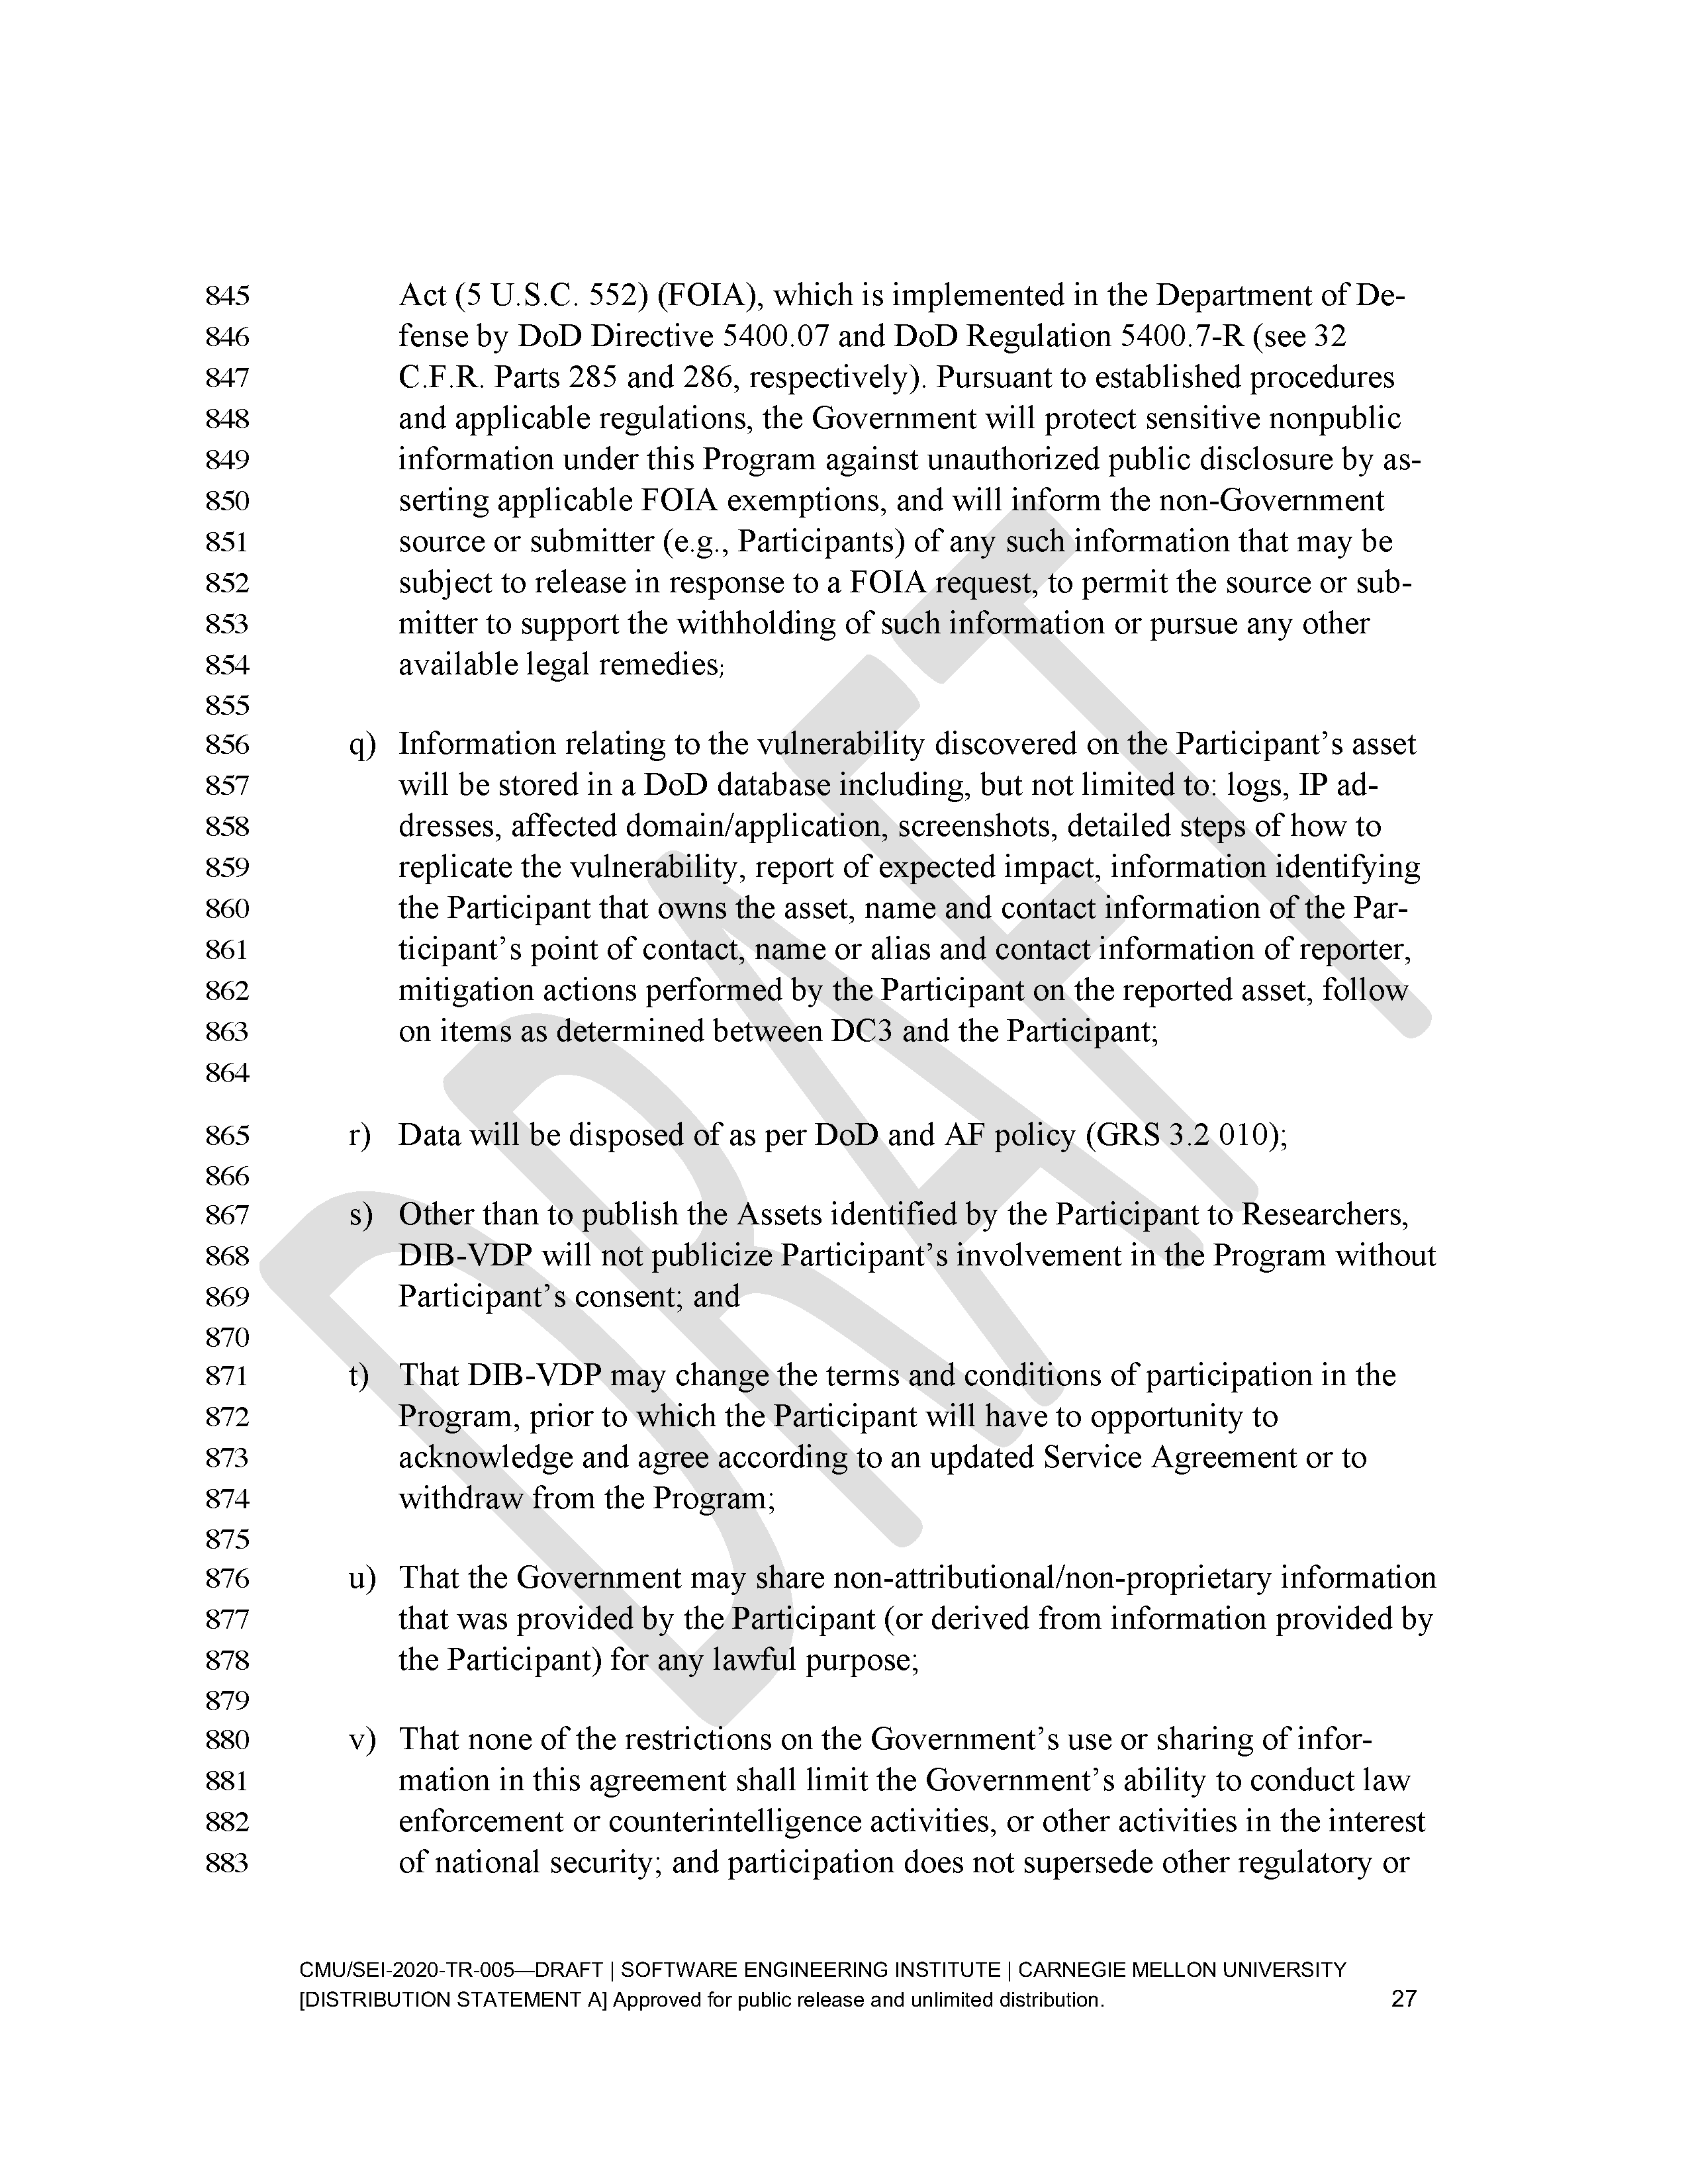 845 Act (5 U.S.C. 552) (FOIA), which is implemented in the Department of De-
846 fense by DoD Directive 5400.07 and DoD Regulation 5400.7-R (see 32
847 C.F.R. Parts 285 and 286, respectively). Pursuant to established procedures
848 and applicable regulations, the Government will protect sensitive nonpublic
849 information under this Program against unauthorized public disclosure by as-
850 serting applicable FOIA exemptions, and will inform the non-Government
851 source or submitter (e.g., Participants) of any such information that may be
852 subject to release in response to a FOIA request, to permit the source or sub-
853 mitter to support the withholding of such information or pursue any other
854 available legal remedies;
855
856 q) Information relating to the vulnerability discovered on the Participant's asset
857 will be stored in a DoD database including, but not limited to: logs, IP ad-
858 dresses, affected domain/application, screenshots, detailed steps of how to
859 replicate the vulnerability, report of expected impact, information identifying
860 the Participant that owns the asset, name and contact information of the Par-
861 ticipant's point of contact, name or alias and contact information of reporter,
862 mitigation actions performed by the Participant on the reported asset, follow
863 on items as determined between DC3 and the Participant;
864
865 r) Data will be disposed of as per DoD and AF policy (GRS 3.2 010);
866
867 s) Other than to publish the Assets identified by the Participant to Researchers,
868 DIB-VDP will not publicize Participant's involvement in the Program without
869 Participant's consent; and
870
871 t) That DIB-VDP may change the terms and conditions of participation in the
872 Program, prior to which the Participant will have to opportunity to
873 acknowledge and agree according to an updated Service Agreement or to
874 withdraw from the Program;
875
876 u) That the Government may share non-attributional/non-proprietary information
877 that was provided by the Participant (or derived from information provided by
878 the Participant) for any lawful purpose;
879
880 v) That none of the restrictions on the Government's use or sharing of infor-
881 mation in this agreement shall limit the Government's ability to conduct law
882 enforcement or counterintelligence activities, or other activities in the interest
883 of national security; and participation does not supersede other regulatory or
DRAFT
CMU/SEI-2020-TR-005—DRAFT | SOFTWARE ENGINEERING INSTITUTE | CARNEGIE MELLON UNIVERSITY
[DISTRIBUTION STATEMENT A] Approved for public release and unlimited distribution. 27